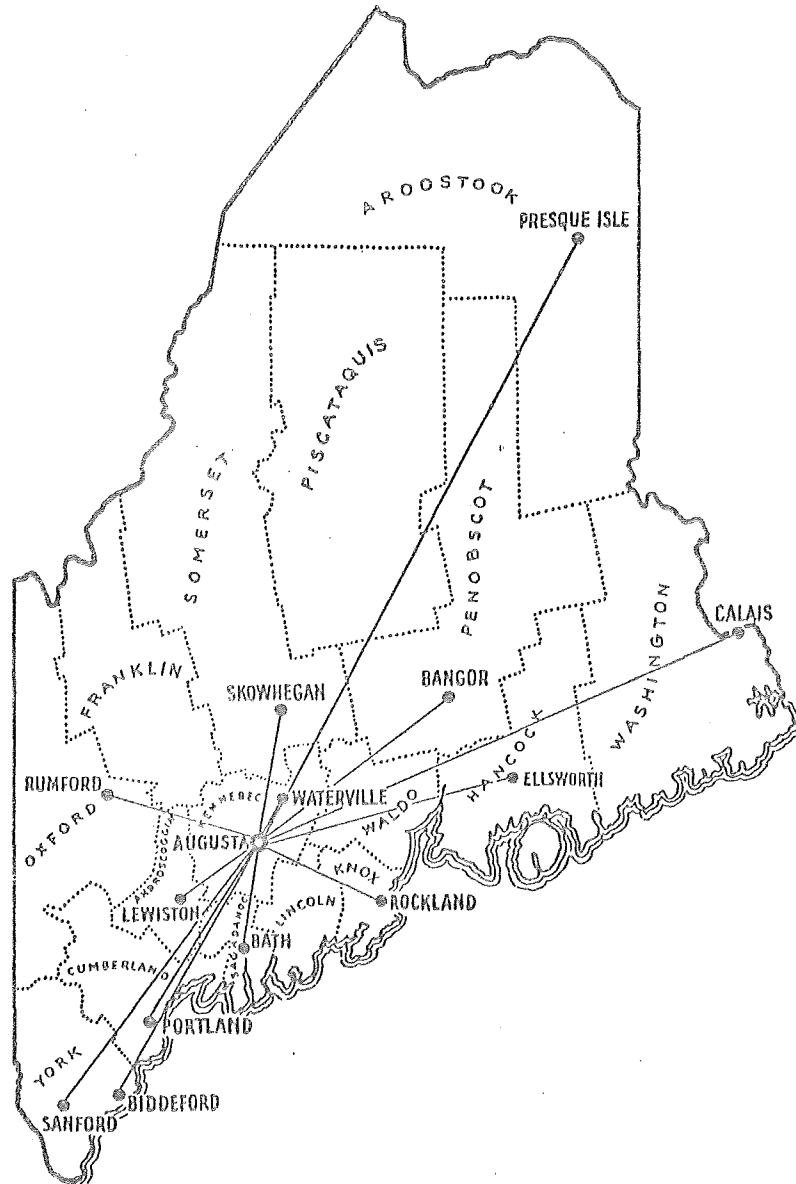 AROOSTOOK
PRESQUE ISLE
PISCATAQUIS
SOMERSET
PENOBSCOT
WASHINGTON
CALAIS
FRANKLIN
SKOWHEGAN
BANGOR
HANCOCK
RUMFORD
KENNEBEC
WATERVILLE
ELLSWORTH
OXFORD
WALDO
AUGUSTA
ANDROSCOGGIN
KNOX
LEWISTON
LINCOLN
ROCKLAND
SAGADAHOC
BATH
CUMBERLAND
PORTLAND
YORK
BIDDEFORD
SANFORD